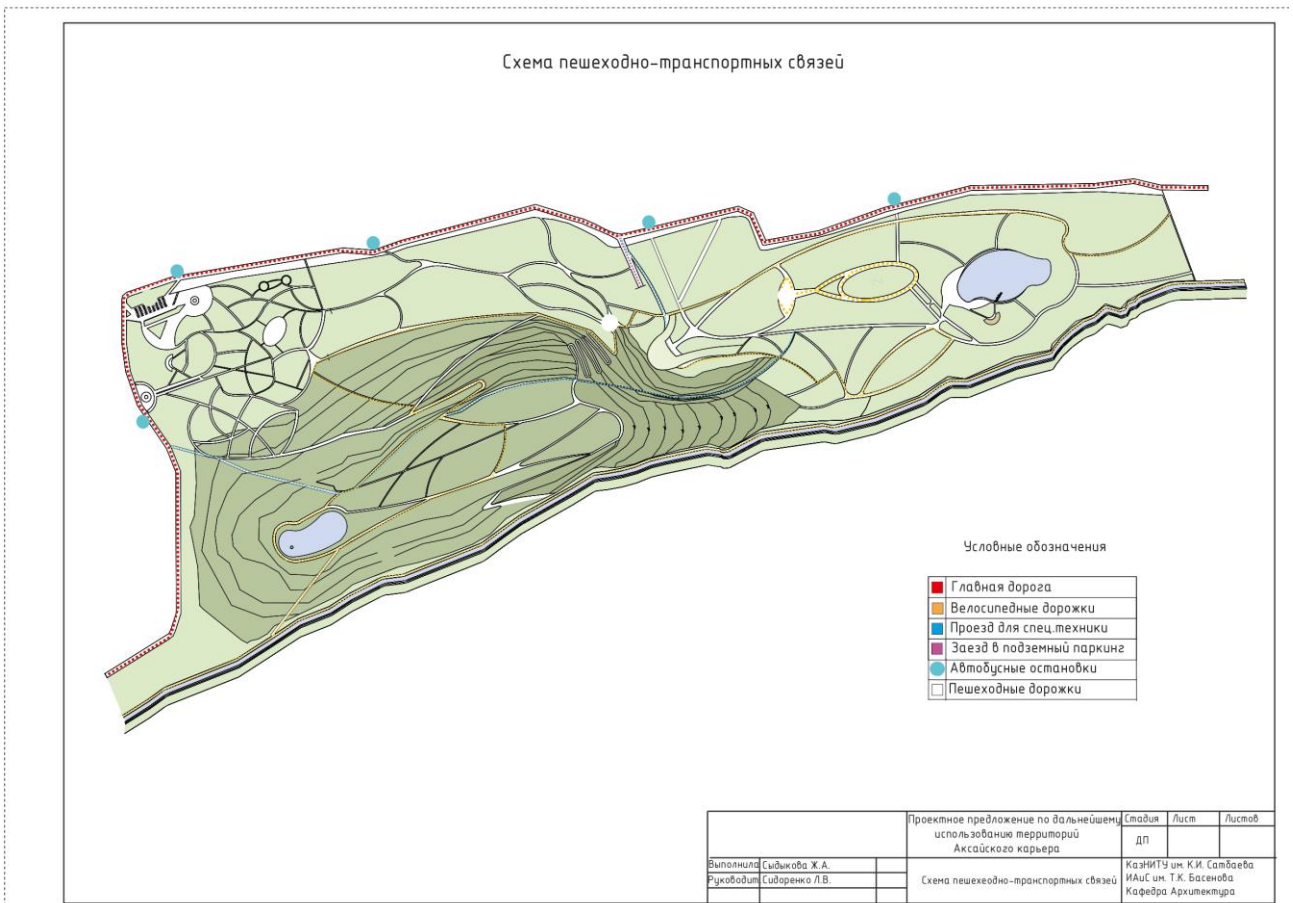 Схема пешеходно-транспортных связей
Условные обозначения
Главная дорога
Велосипедные дорожки
Проезд для спец.техники
Заезд в подземный паркинг
Автобусные остановки
Пешеходные дорожки
Проектное предложение по дальнейшему
использованию территорий
Аксайского карьера
Стадия Лист Листов
ДП
Выполнила Сыдыкова Ж.А.
Руководит Сидоренко Л.В.
Схема пешехеодно-транспортных связей
КазНИТУ им. К.И. Сатбаева
ИАиС им. Т.К. Басенова
Кафедра Архитектура